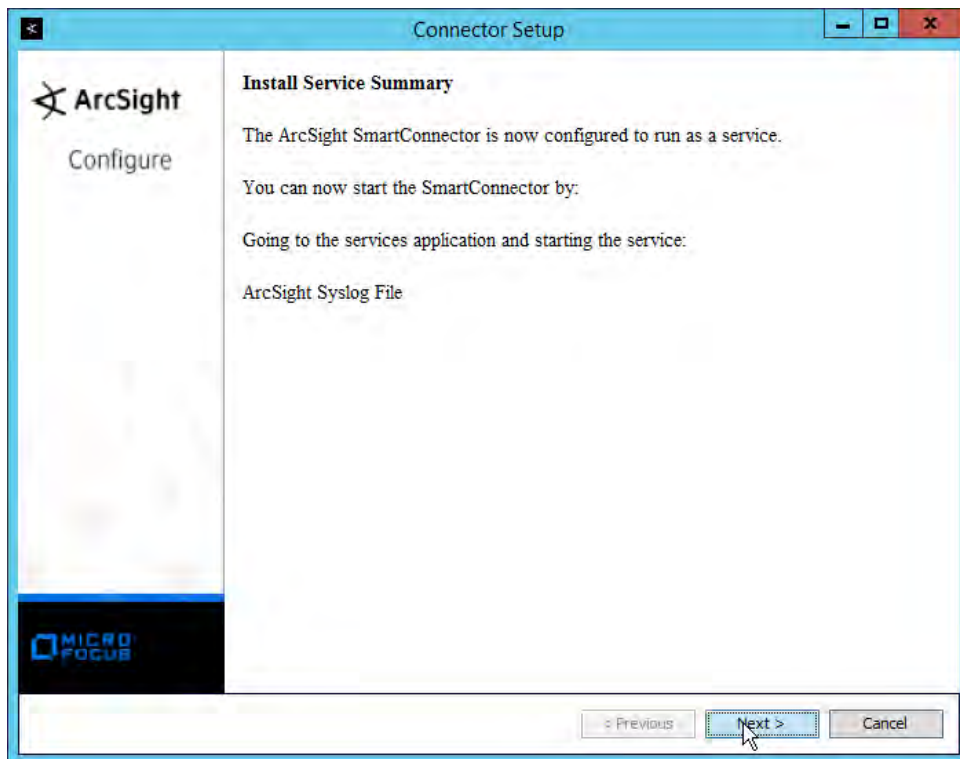 Connector Setup
ArcSight
Configure
Install Service Summary
The ArcSight SmartConnector is now configured to run as a service.
You can now start the SmartConnector by:
Going to the services application and starting the service:
ArcSight Syslog File
MICRO
FOCUS
< Previous
Next >
Cancel